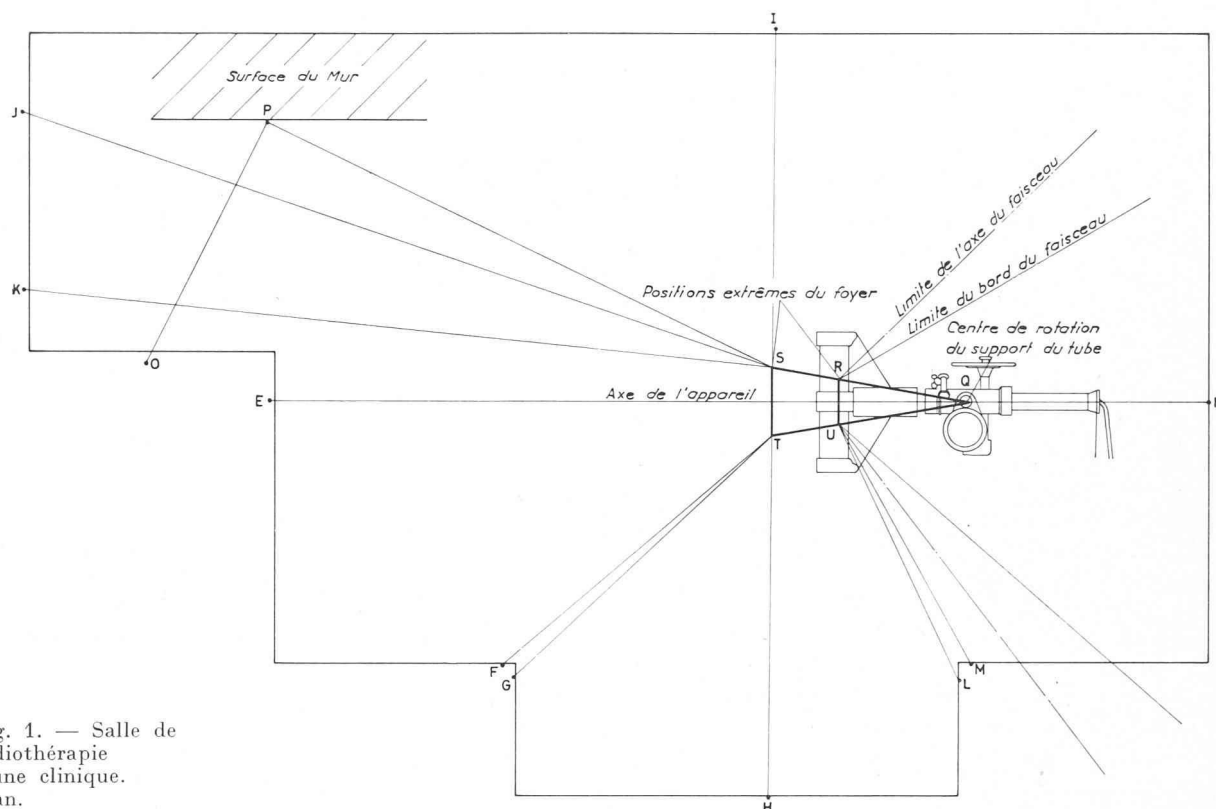 I
Surface du Mur
J
P
Limite de l'axe du faisceau
Limite du bord du faisceau
K
Positions extrêmes du foyer
Centre de rotation
du support du tube
O
S
R
Q
E
Axe de l'appareil
T
U
F
G
M
L
H
g. 1. — Salle de
diothérapie
une clinique.
an.